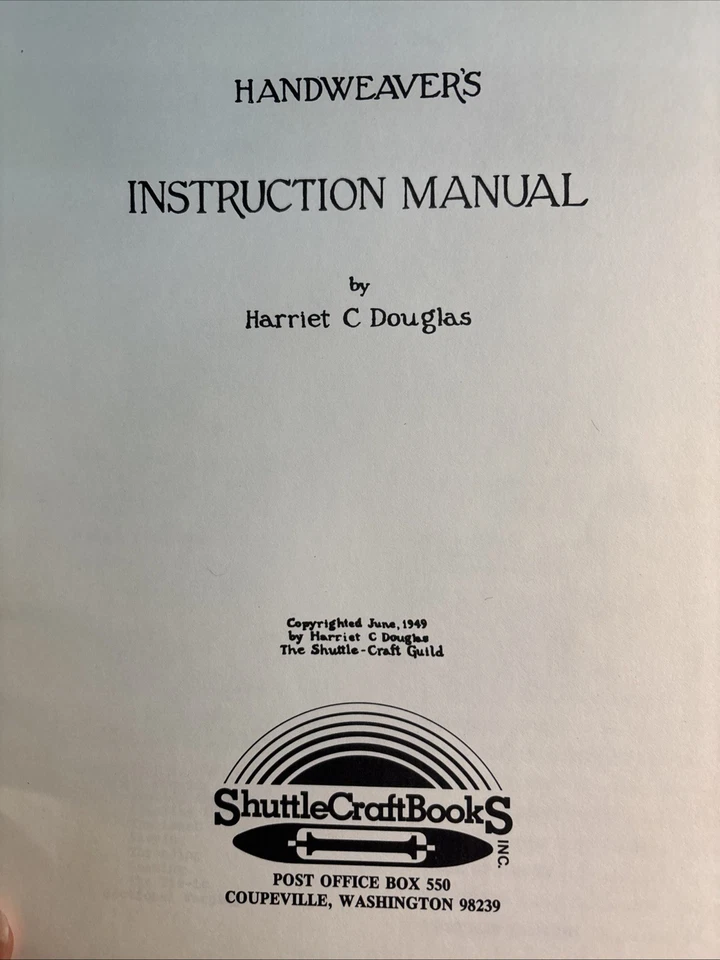 HANDWEAVER'S
INSTRUCTION MANUAL
by
Harriet C Douglas
Copyrighted June, 1949
by Harriet C Douglas
The Shuttle-Craft Guild
ShuttleCraftBookS
INC.
POST OFFICE BOX 550
COUPEVILLE, WASHINGTON 98239